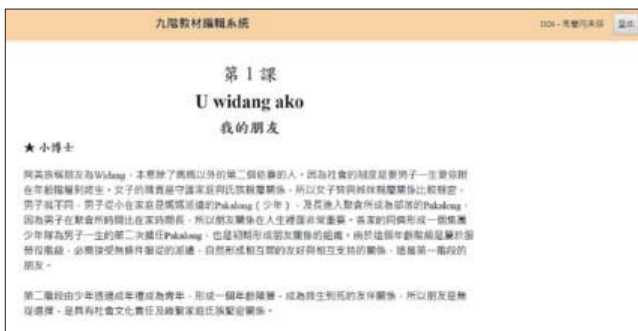 九階教材編輯系統
登出
第 1 課
U widang ako
我的朋友
★ 小博士
阿美族稱朋友為Widang,本意除了媽媽以外的第二個倚靠的人。因為社會的制度是要男子一生要依附
在年齡階層到終生。女子的職責是守護家庭與氏族親屬關係,所以女子皆與姊妹親屬關係比較親密,
男子就不同,男子從小在家庭是媽媽派遣的Pakalong(少年),及長進入聚會所成為部落的Pakalong,
因為男子在聚會所時間比在家時間長,所以朋友關係在人生裡面非常重要。各家的同儕形成一個集團
少年隊為男子一生的第二次擔任Pakalong,也是初期形成朋友關係的組織。由於這個年齡階級是屬於服
勞役階級,必需接受無條件服從的派遣,自然形成相互間的友好與相互支持的關係,這是第一階段的
朋友。
第二階段由少年透過成年禮成為青年,形成一個年齡階層,成為從生到死的友伴關係,所以朋友是無
從選擇,是具有社會文化責任及維繫家庭氏族緊密關係。